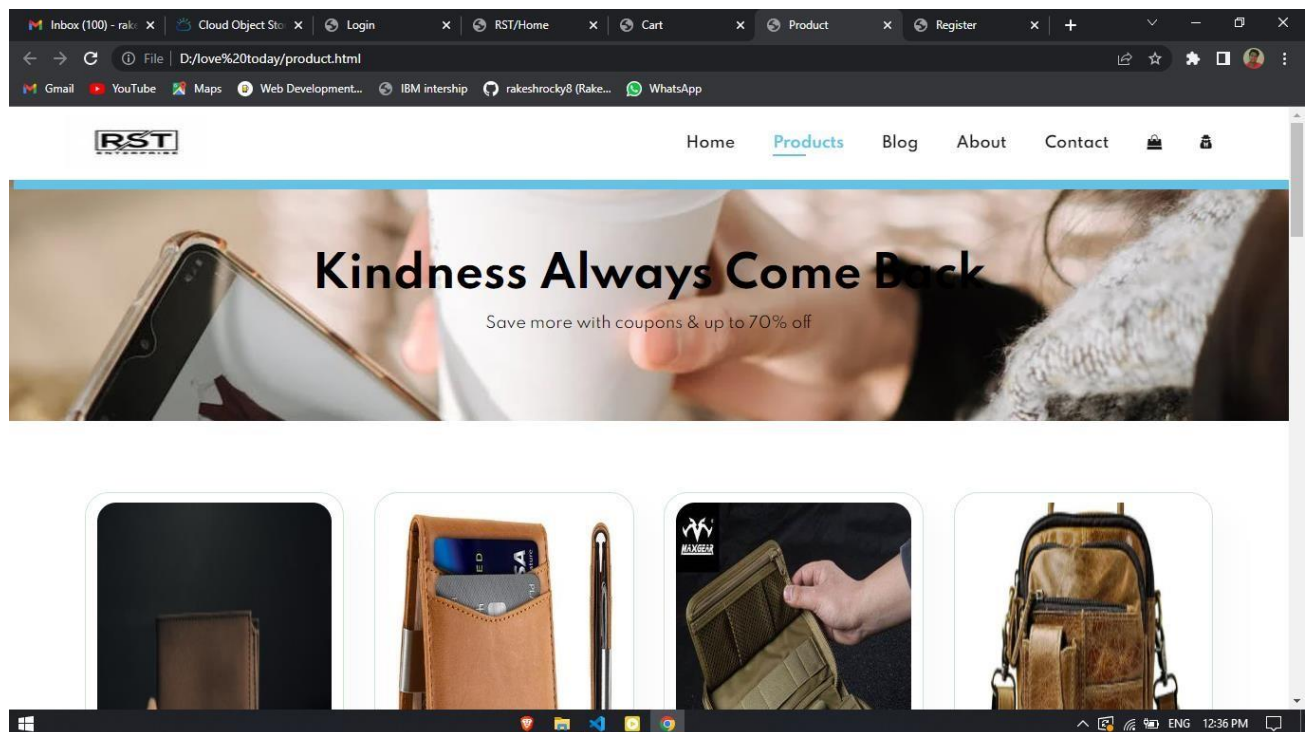 Inbox (100) - rake
Cloud Object Sto
Login
RST/Home
Cart
Product
Register
File
D:/love%20today/product.html
Gmail
YouTube
Maps
Web Development...
IBM intership
rakeshrocky8 (Rake...
WhatsApp
RST
ENTERPRISE
Home
Products
Blog
About
Contact
Kindness Always Come Back
Save more with coupons & up to 70% off
MAXGEAR
ENG
12:36 PM